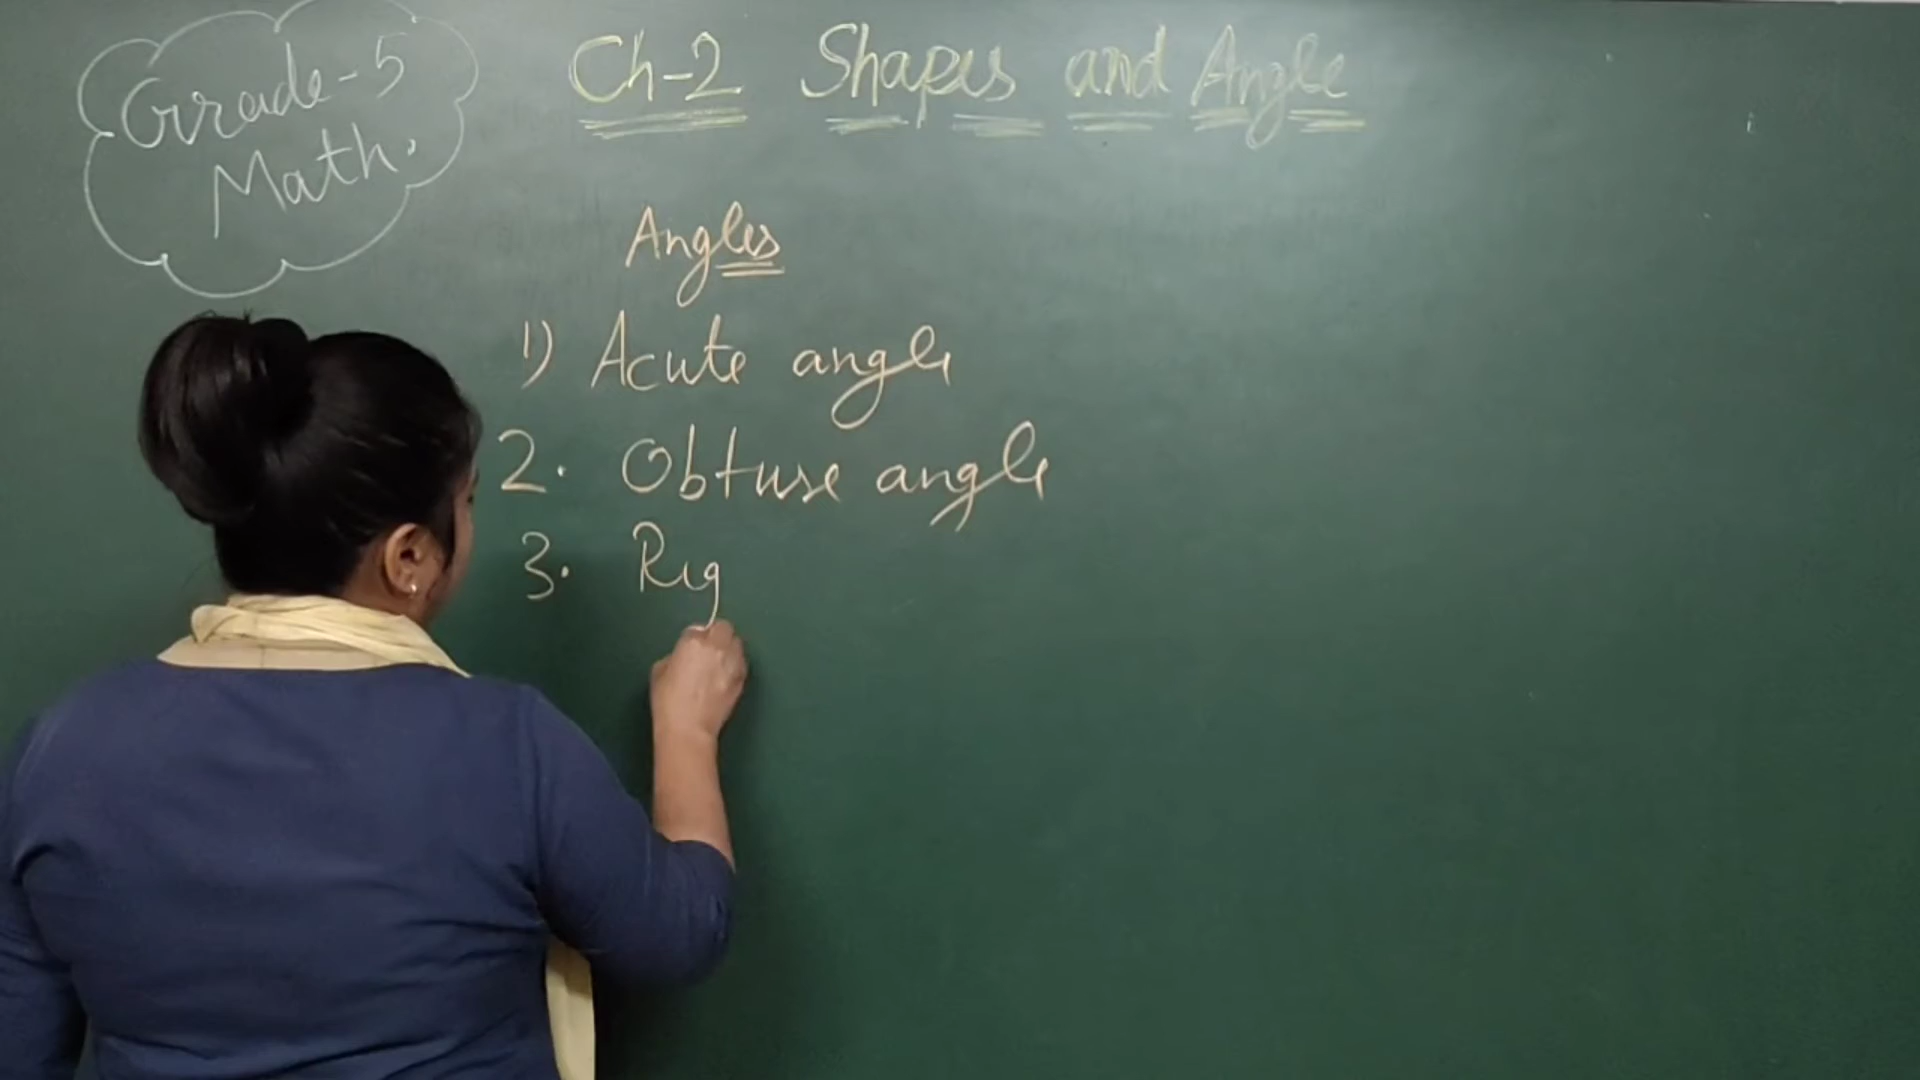 Grade-5
Math.
Ch-2 Shapes and Angle
Angles
1) Acute angle
2. Obtuse angle
3. Rig